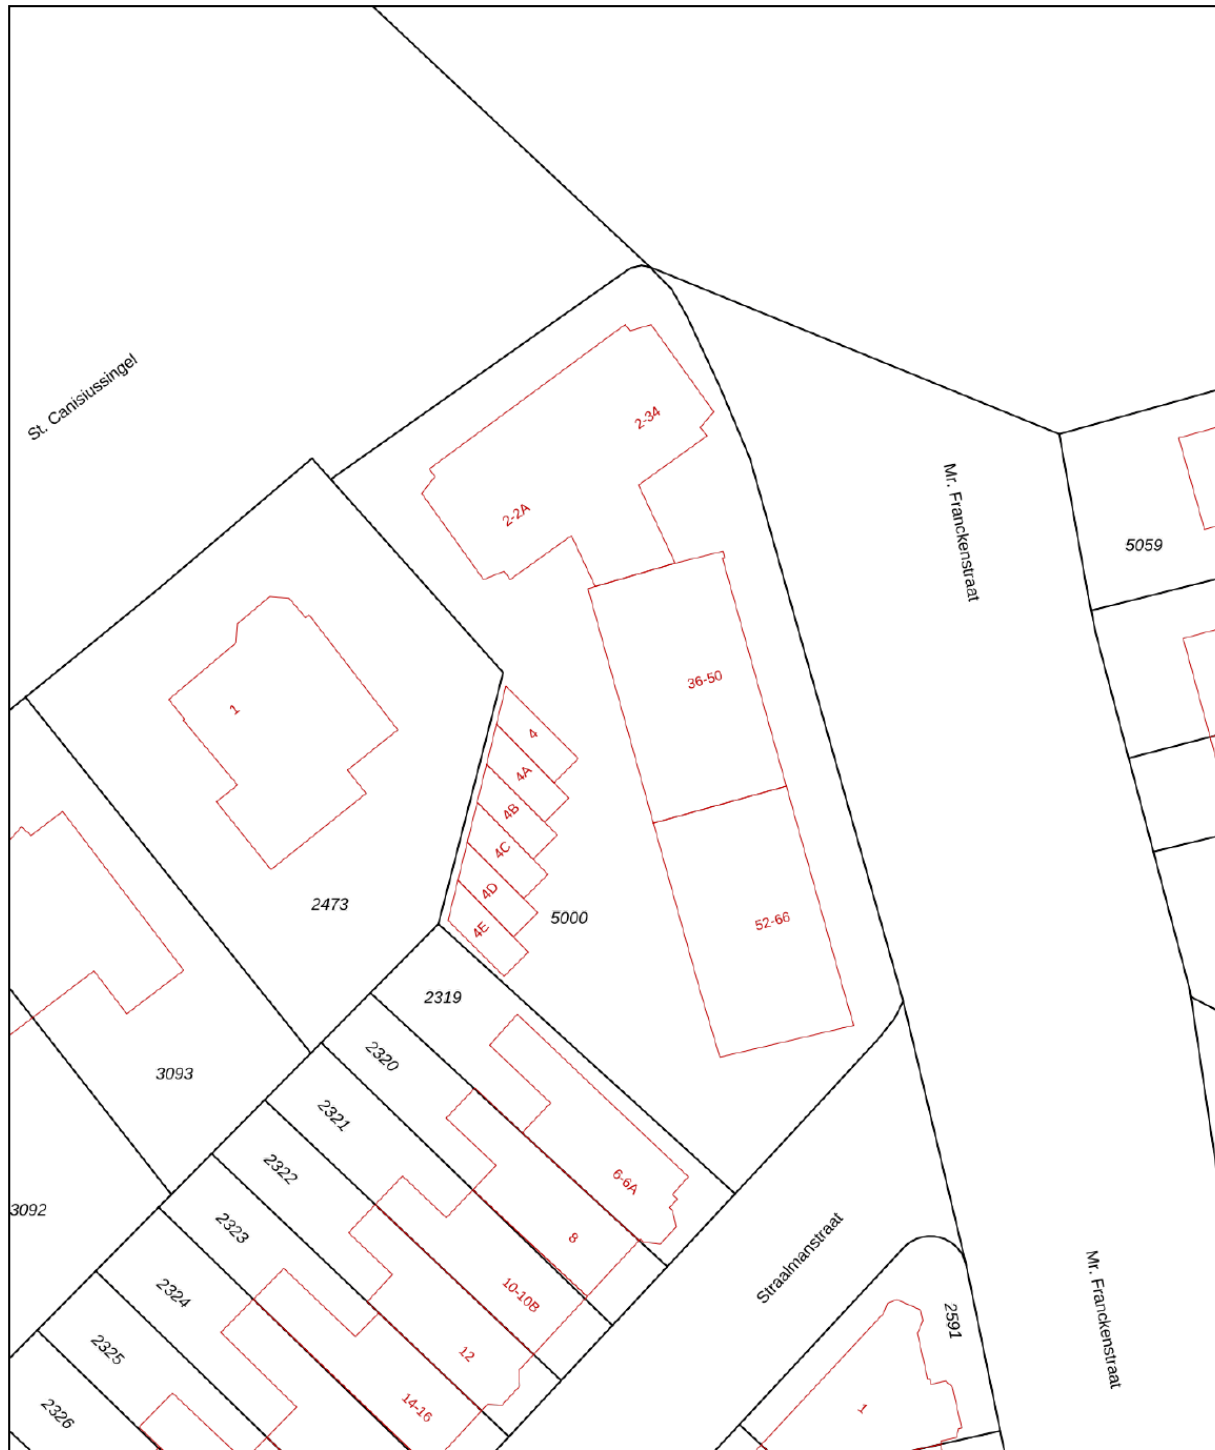 St. Canisiussingel
2-34
2-2A
Mr. Franckenstraat
5059
36-50
1
4
4A
4B
4C
4D
4E
2473
5000
52-66
2319
2320
3093
2321
2322
6-6A
3092
2323
8
Straalmanstraat
2324
10-10B
Mr. Franckenstraat
2591
2325
12
14-16
1
2326